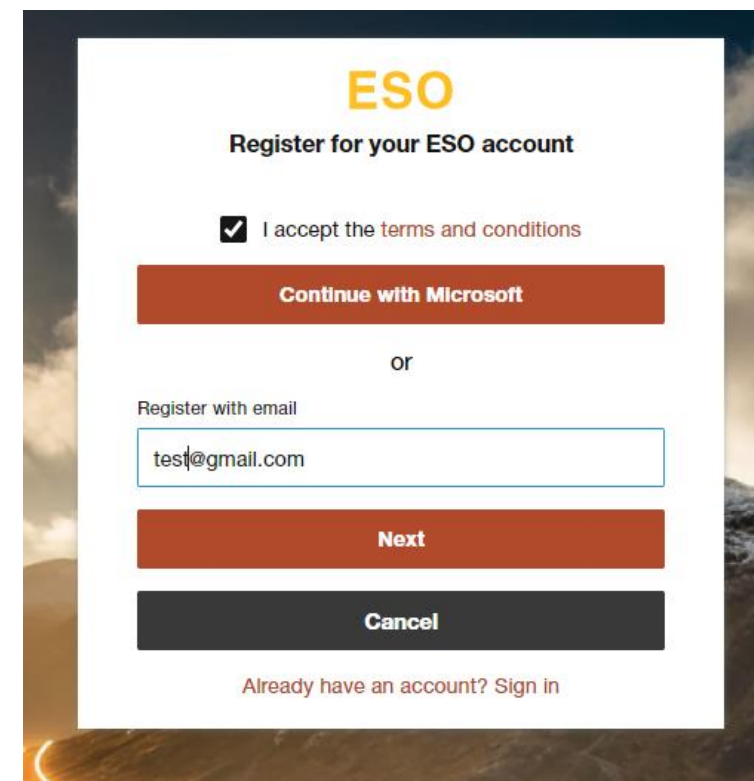 ESO
Register for your ESO account
I accept the terms and conditions
Continue with Microsoft
or
Register with email
test@gmail.com
Next
Cancel
Already have an account? Sign in